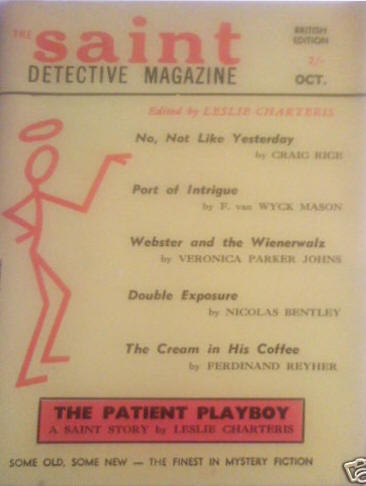 THE saint
DETECTIVE MAGAZINE
BRITISH
EDITION
2/-
OCT.
Edited by LESLIE CHARTERIS
No, Not Like Yesterday
by CRAIG RICE
Port of Intrigue
by F. van WYCK MASON
Webster and the Wienerwalz
by VERONICA PARKER JOHNS
Double Exposure
by NICOLAS BENTLEY
The Cream in His Coffee
by FERDINAND REYHER
THE PATIENT PLAYBOY
A SAINT STORY by LESLIE CHARTERIS
SOME OLD, SOME NEW — THE FINEST IN MYSTERY FICTION